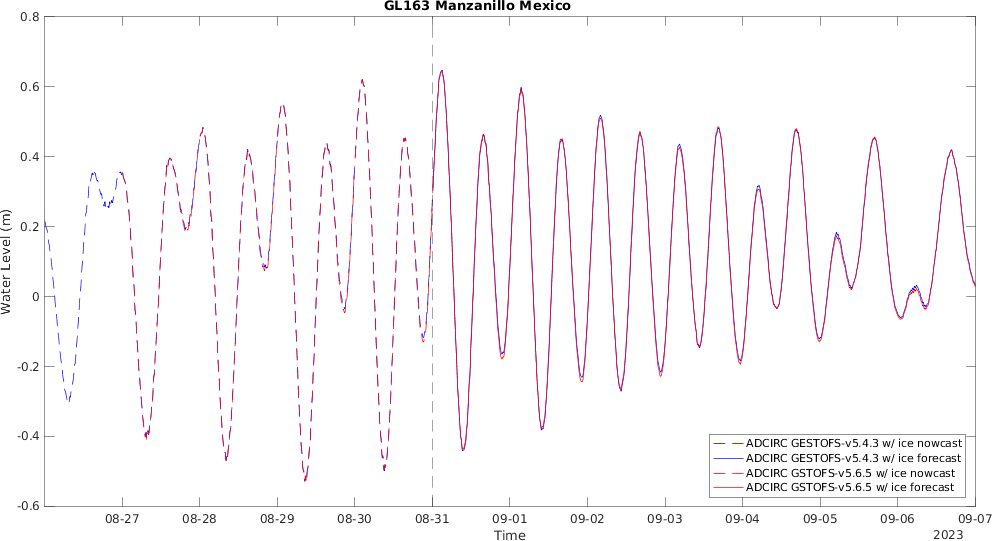 GL163 Manzanillo Mexico
0.8
0.6
0.4
0.2
0
-0.2
-0.4
-0.6
Water Level (m)
ADCIRC GESTOFS-v5.4.3 w/ ice nowcast
ADCIRC GESTOFS-v5.4.3 w/ ice forecast
ADCIRC GSTOFS-v5.6.5 w/ ice nowcast
ADCIRC GSTOFS-v5.6.5 w/ ice forecast
08-27 08-28 08-29 08-30 08-31 09-01 09-02 09-03 09-04 09-05 09-06 09-07
Time
2023